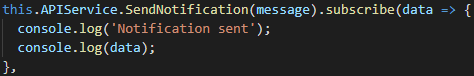 this.APIService.SendNotification(message).subscribe(data => {
  console.log('Notification sent');
  console.log(data);
},